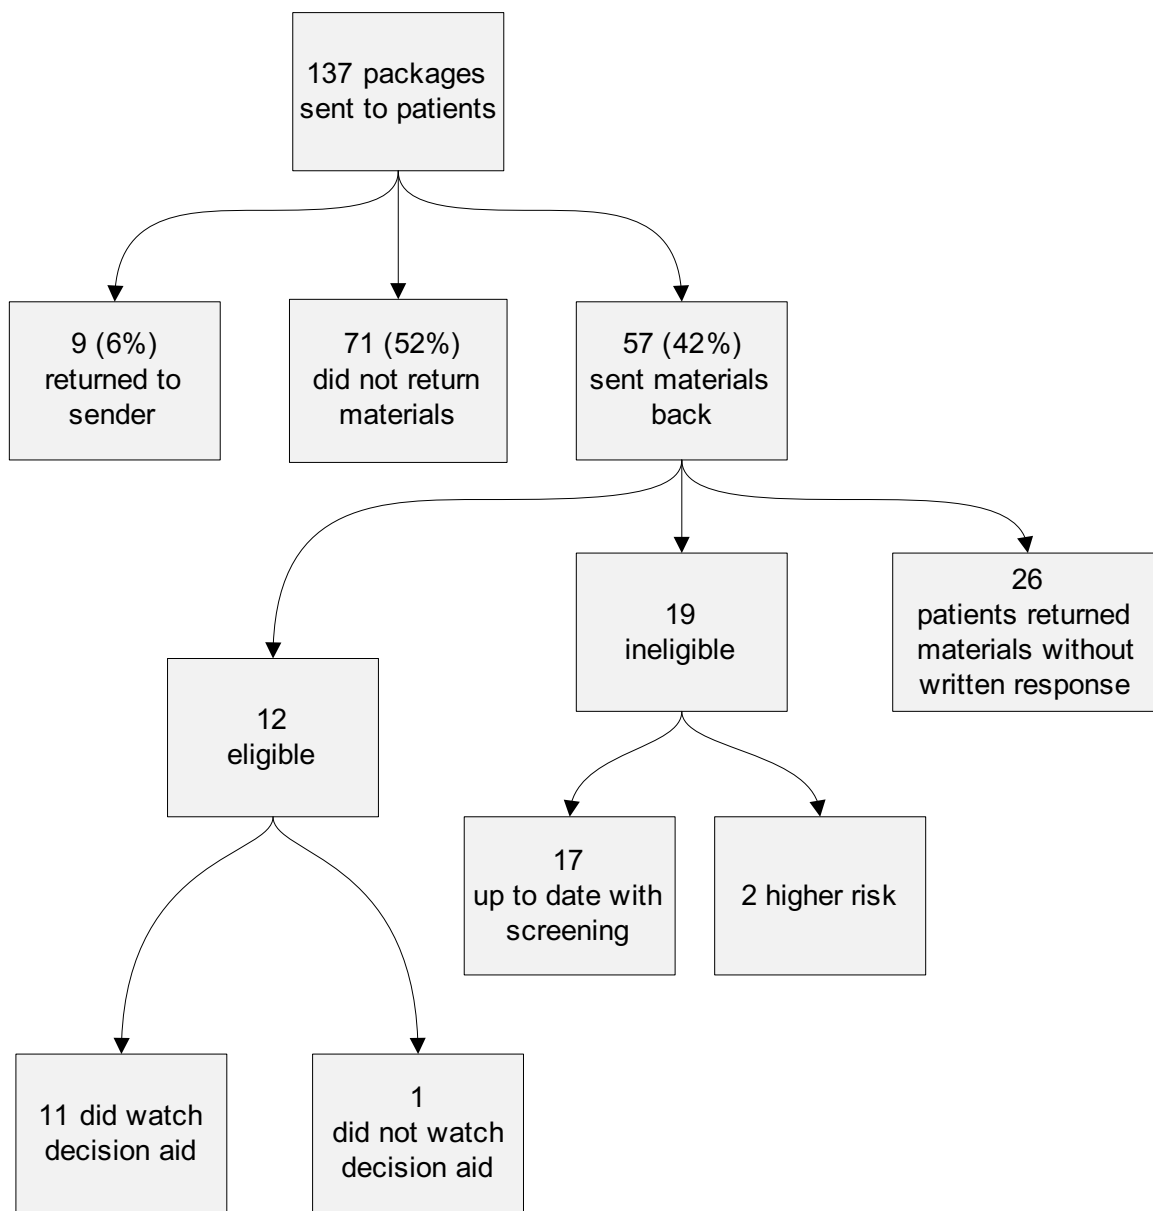 137 packages
sent to patients
9 (6%)
returned to
sender
71 (52%)
did not return
materials
57 (42%)
sent materials
back
12
eligible
19
ineligible
26
patients returned
materials without
written response
17
up to date with
screening
2 higher risk
11 did watch
decision aid
1
did not watch
decision aid